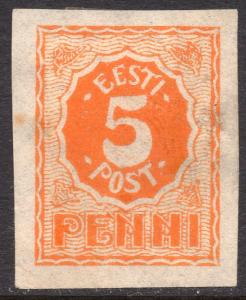 · EESTI ·
5
· POST ·
PENNI